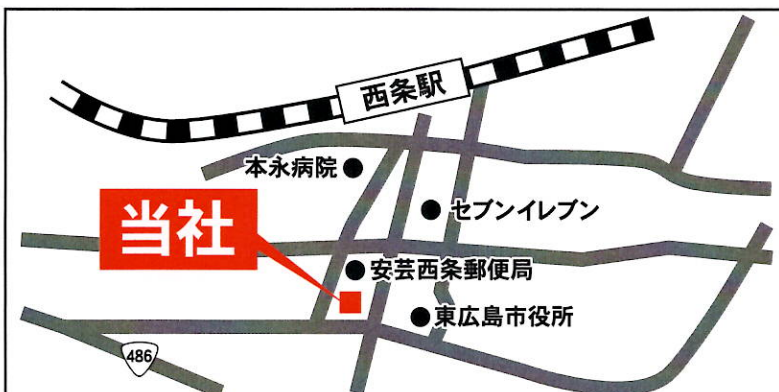 西条駅
本永病院
セブンイレブン
当社
安芸西条郵便局
東広島市役所
486